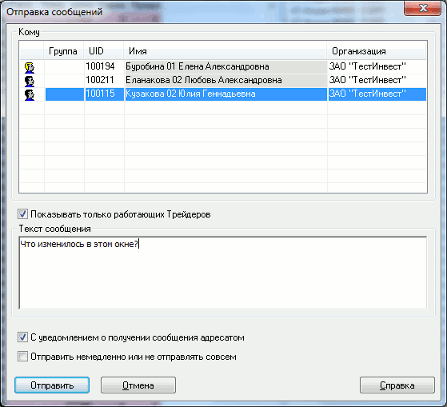 Отправка сообщений
Кому
Группа UID Имя Организация
100194 Буробина 01 Елена Александровна ЗАО "ТестИнвест"
100211 Еланакова 02 Любовь Александровна ЗАО "ТестИнвест"
100115 Кузакова 02 Юлия Геннадьевна ЗАО "ТестИнвест"
Показывать только работающих Трейдеров
Текст сообщения
Что изменилось в этом окне?
С уведомлением о получении сообщения адресатом
Отправить немедленно или не отправлять совсем
Отправить Отмена Справка